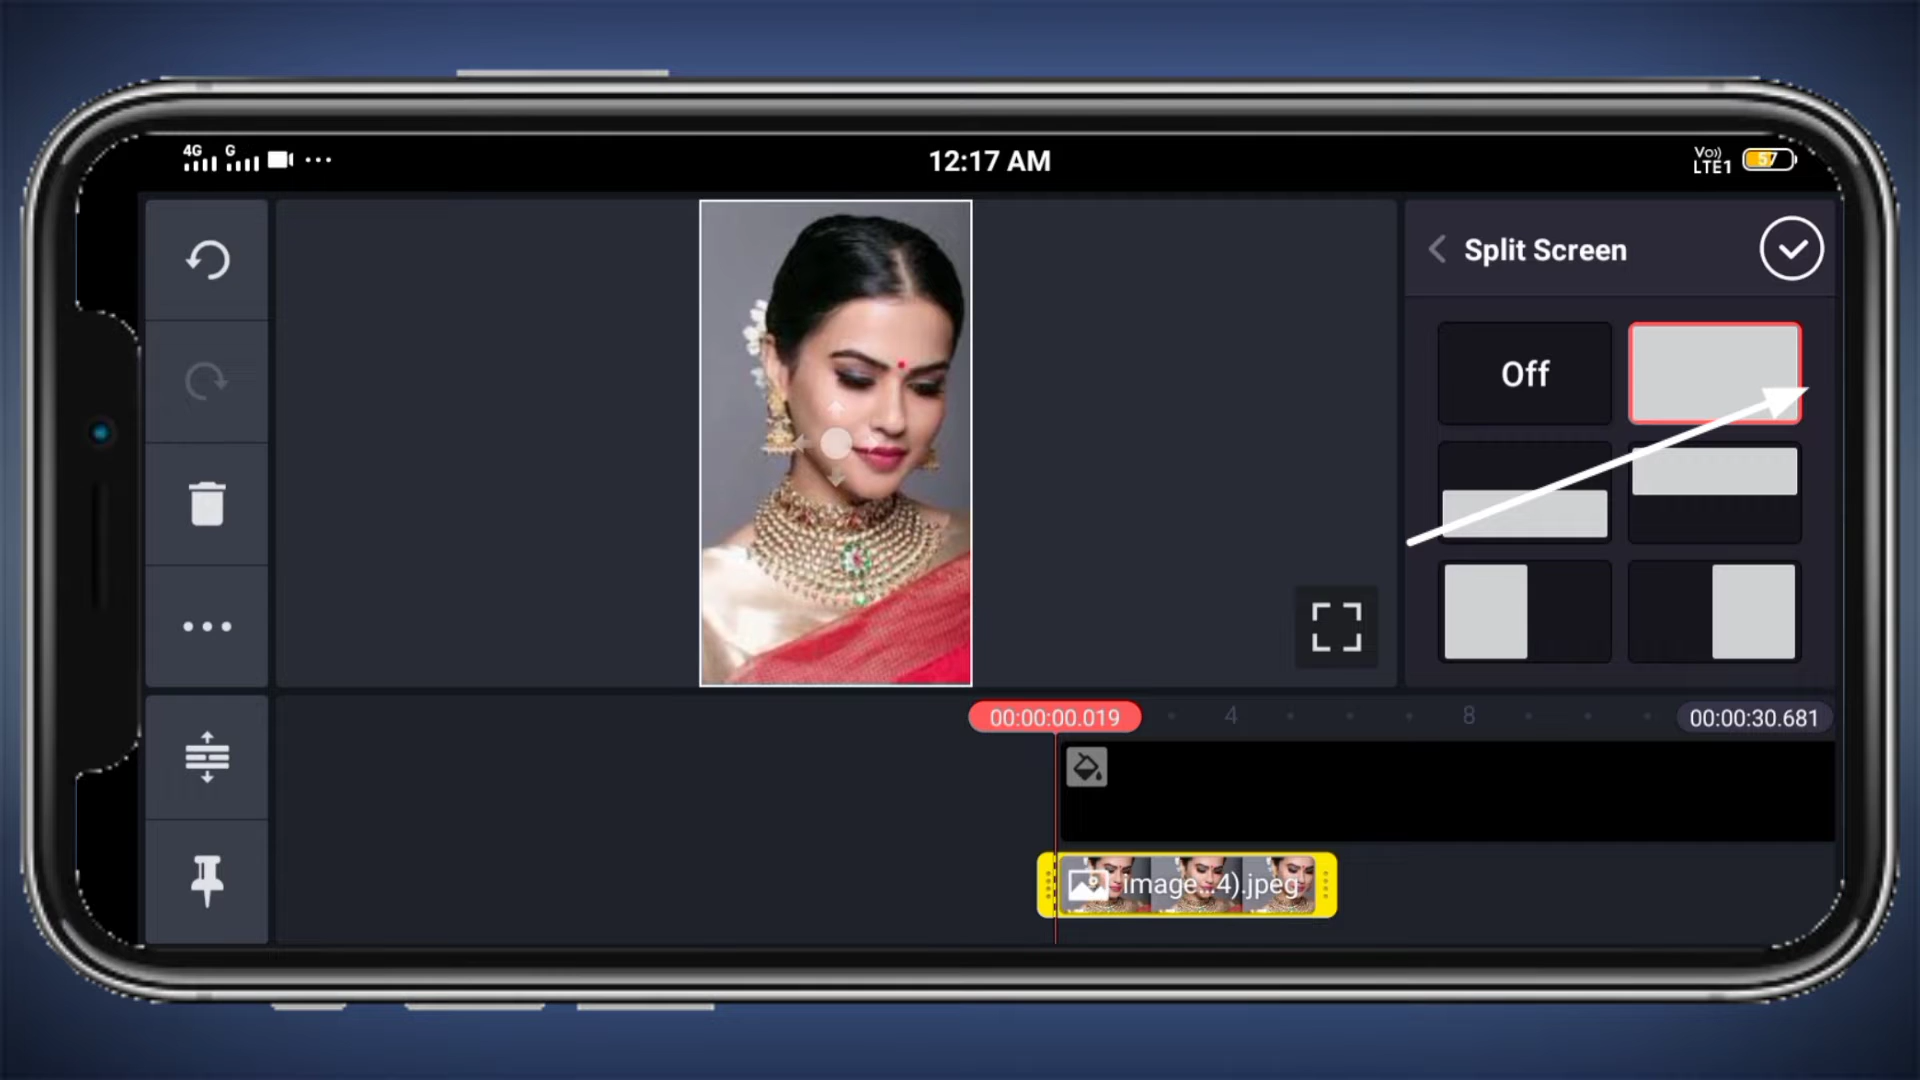 4G G
12:17 AM
Vo)) LTE1
57
Split Screen
Off
00:00:00.019
4
8
00:00:30.681
image...4).jpeg